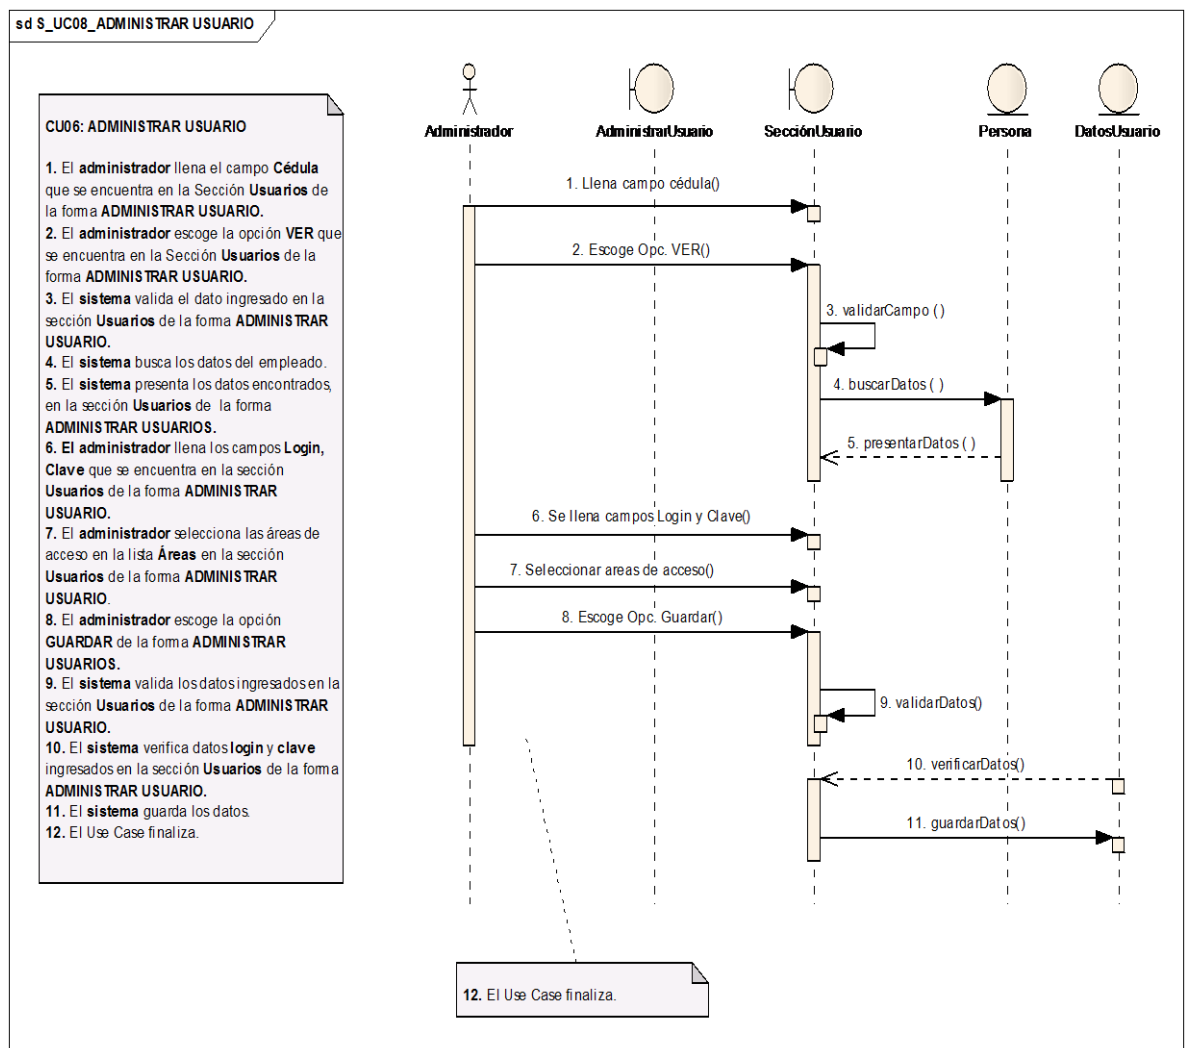 sd S_UC08_ADMINISTRAR USUARIO
CU06: ADMINISTRAR USUARIO
1. El administrador llena el campo Cédula
que se encuentra en la Sección Usuarios de
la forma ADMINISTRAR USUARIO.
2. El administrador escoge la opción VER que
se encuentra en la Sección Usuarios de la
forma ADMINISTRAR USUARIO.
3. El sistema valida el dato ingresado en la
sección Usuarios de la forma ADMINISTRAR
USUARIO.
4. El sistema busca los datos del empleado.
5. El sistema presenta los datos encontrados,
en la sección Usuarios de la forma
ADMINISTRAR USUARIOS.
6. El administrador llena los campos Login,
Clave que se encuentra en la sección
Usuarios de la forma ADMINISTRAR
USUARIO.
7. El administrador selecciona las áreas de
acceso en la lista Áreas en la sección
Usuarios de la forma ADMINISTRAR
USUARIO.
8. El administrador escoge la opción
GUARDAR de la forma ADMINISTRAR
USUARIOS.
9. El sistema valida los datos ingresados en la
sección Usuarios de la forma ADMINISTRAR
USUARIO.
10. El sistema verifica datos login y clave
ingresados en la sección Usuarios de la forma
ADMINISTRAR USUARIO.
11. El sistema guarda los datos.
12. El Use Case finaliza.
Administrador
AdministrarUsuario
SecciónUsuario
Persona
DatosUsuario
1. Llena campo cédula()
2. Escoge Opc. VER()
3. validarCampo ( )
4. buscarDatos ( )
5. presentarDatos ( )
6. Se llena campos Login y Clave()
7. Seleccionar areas de acceso()
8. Escoge Opc. Guardar()
9. validarDatos()
10. verificarDatos()
11. guardarDatos()
12. El Use Case finaliza.